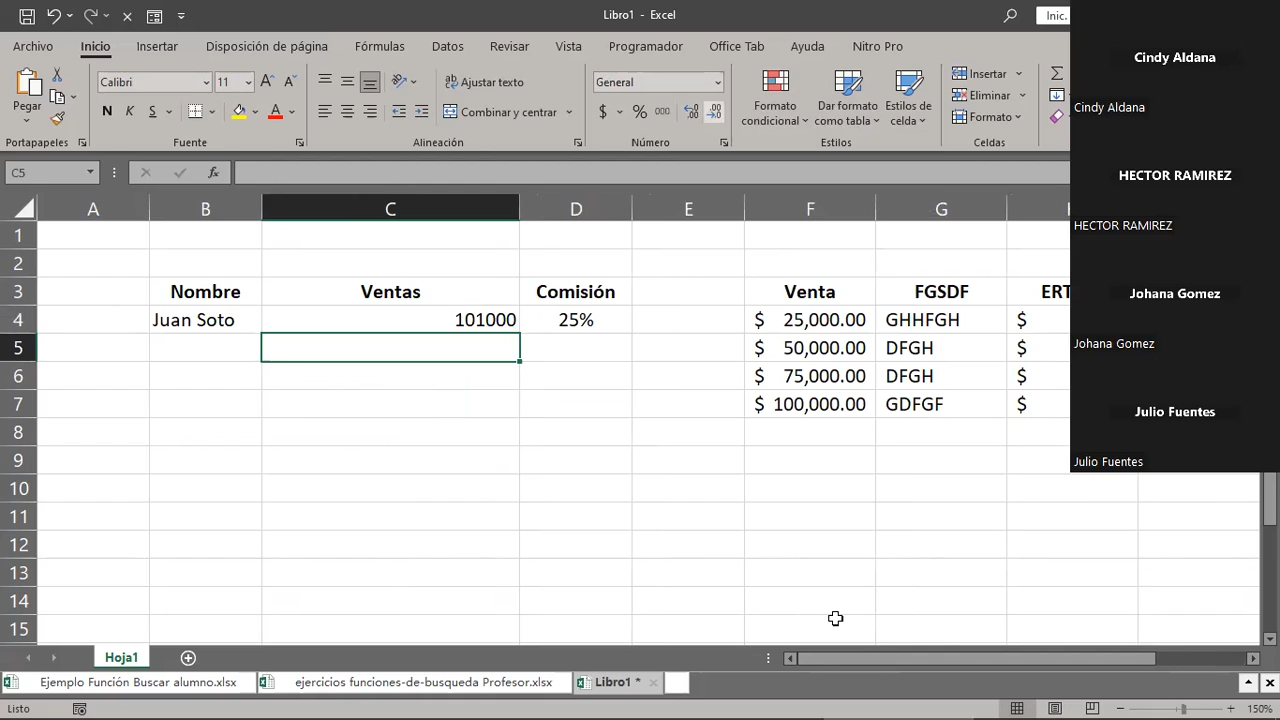 Libro1 - Excel
Inic.
Archivo Inicio Insertar Disposición de página Fórmulas Datos Revisar Vista Programador Office Tab Ayuda Nitro Pro
Pegar
Calibri 11
N K S
Ajustar texto
Combinar y centrar
General
$ % 000
Formato condicional
Dar formato como tabla
Estilos de celda
Insertar
Eliminar
Formato
Portapapeles Fuente Alineación Número Estilos Celdas
C5 fx
A B C D E F G
1
2
3 Nombre Ventas Comisión Venta FGSDF ERT
4 Juan Soto 101000 25% $ 25,000.00 GHHFGH $
5 $ 50,000.00 DFGH $
6 $ 75,000.00 DFGH $
7 $ 100,000.00 GDFGF $
8
9
10
11
12
13
14
15
Cindy Aldana
Cindy Aldana
HECTOR RAMIREZ
HECTOR RAMIREZ
Johana Gomez
Johana Gomez
Julio Fuentes
Julio Fuentes
Hoja1
Ejemplo Función Buscar alumno.xlsx ejercicios funciones-de-busqueda Profesor.xlsx Libro1 *
Listo 150%